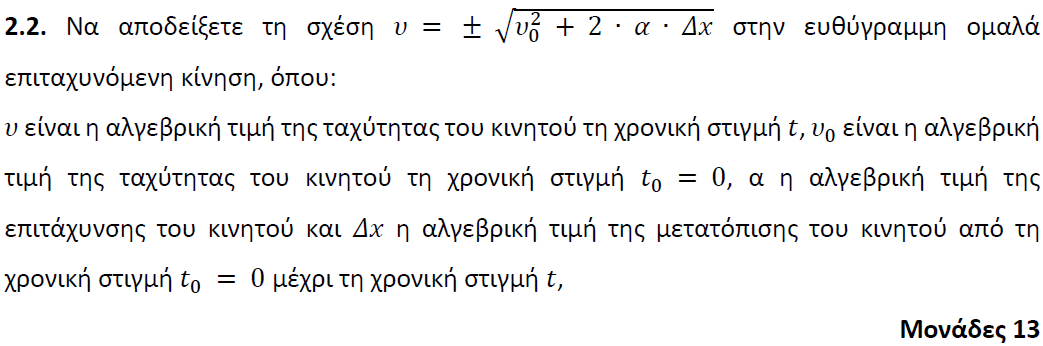 2.2. Να αποδείξετε τη σχέση 𝜐 = ± √(𝜐₀² + 2 · 𝛼 · 𝛥𝑥) στην ευθύγραμμη ομαλά
επιταχυνόμενη κίνηση, όπου:
𝜐 είναι η αλγεβρική τιμή της ταχύτητας του κινητού τη χρονική στιγμή 𝑡, 𝜐₀ είναι η αλγεβρική
τιμή της ταχύτητας του κινητού τη χρονική στιγμή 𝑡₀ = 0, α η αλγεβρική τιμή της
επιτάχυνσης του κινητού και 𝛥𝑥 η αλγεβρική τιμή της μετατόπισης του κινητού από τη
χρονική στιγμή 𝑡₀ = 0 μέχρι τη χρονική στιγμή 𝑡,
Μονάδες 13